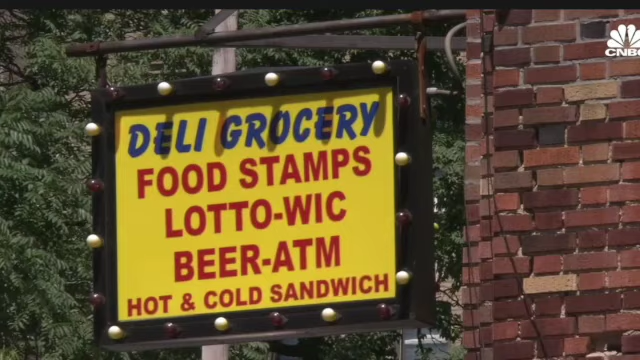 CNBC
DELI GROCERY
FOOD STAMPS
LOTTO-WIC
BEER-ATM
HOT & COLD SANDWICH